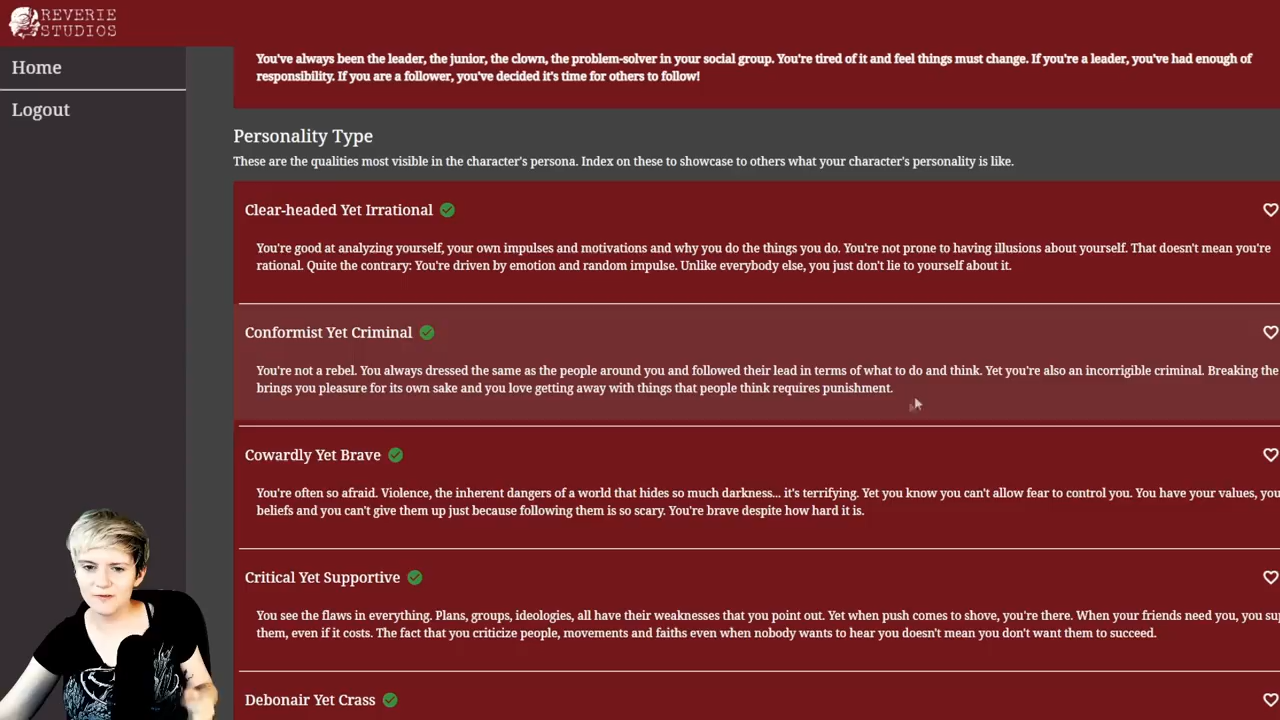 REVERIE
STUDIOS
Home
Logout
You've always been the leader, the junior, the clown, the problem-solver in your social group. You're tired of it and feel things must change. If you're a leader, you've had enough of
responsibility. If you are a follower, you've decided it's time for others to follow!
Personality Type
These are the qualities most visible in the character's persona. Index on these to showcase to others what your character's personality is like.
Clear-headed Yet Irrational
You're good at analyzing yourself, your own impulses and motivations and why you do the things you do. You're not prone to having illusions about yourself. That doesn't mean you're
rational. Quite the contrary: You're driven by emotion and random impulse. Unlike everybody else, you just don't lie to yourself about it.
Conformist Yet Criminal
You're not a rebel. You always dressed the same as the people around you and followed their lead in terms of what to do and think. Yet you're also an incorrigible criminal. Breaking the
brings you pleasure for its own sake and you love getting away with things that people think requires punishment.
Cowardly Yet Brave
You're often so afraid. Violence, the inherent dangers of a world that hides so much darkness... it's terrifying. Yet you know you can't allow fear to control you. You have your values, you
beliefs and you can't give them up just because following them is so scary. You're brave despite how hard it is.
Critical Yet Supportive
You see the flaws in everything. Plans, groups, ideologies, all have their weaknesses that you point out. Yet when push comes to shove, you're there. When your friends need you, you su
them, even if it costs. The fact that you criticize people, movements and faiths even when nobody wants to hear you doesn't mean you don't want them to succeed.
Debonair Yet Crass